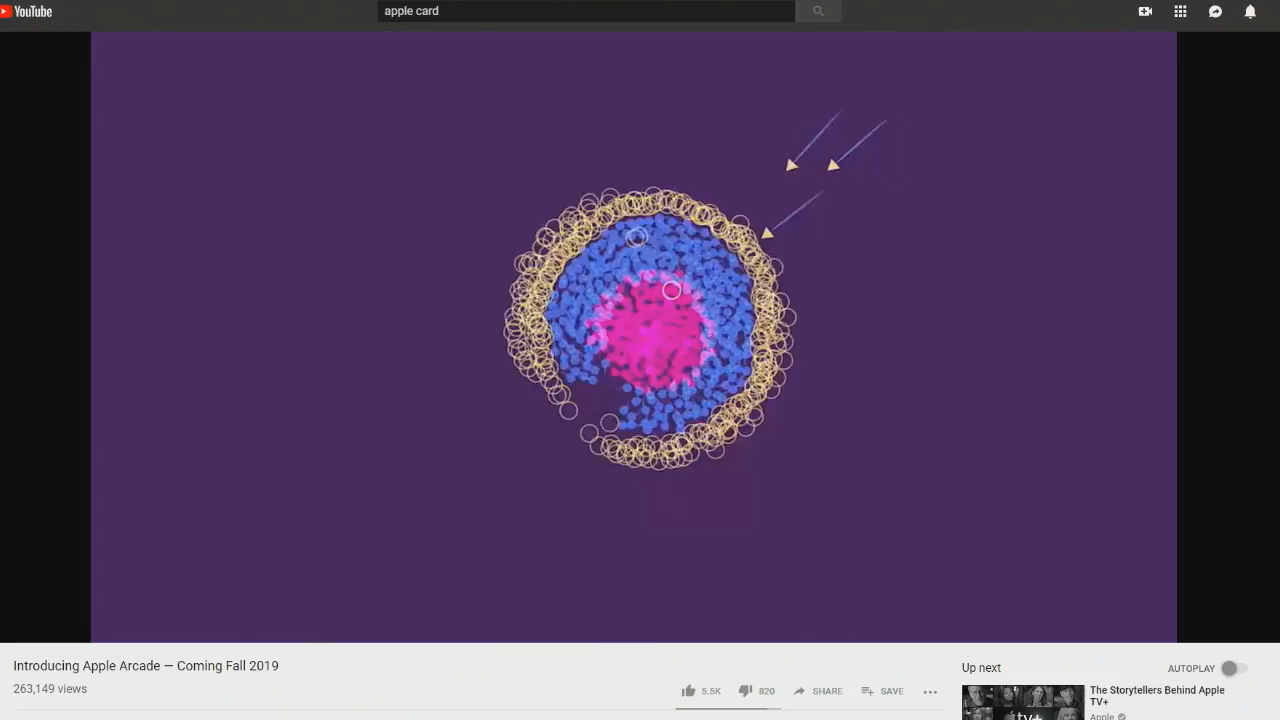 YouTube
apple card
Introducing Apple Arcade — Coming Fall 2019
263,149 views
5.5K
820
SHARE
SAVE
Up next
AUTOPLAY
The Storytellers Behind Apple
TV+
Apple
tv+